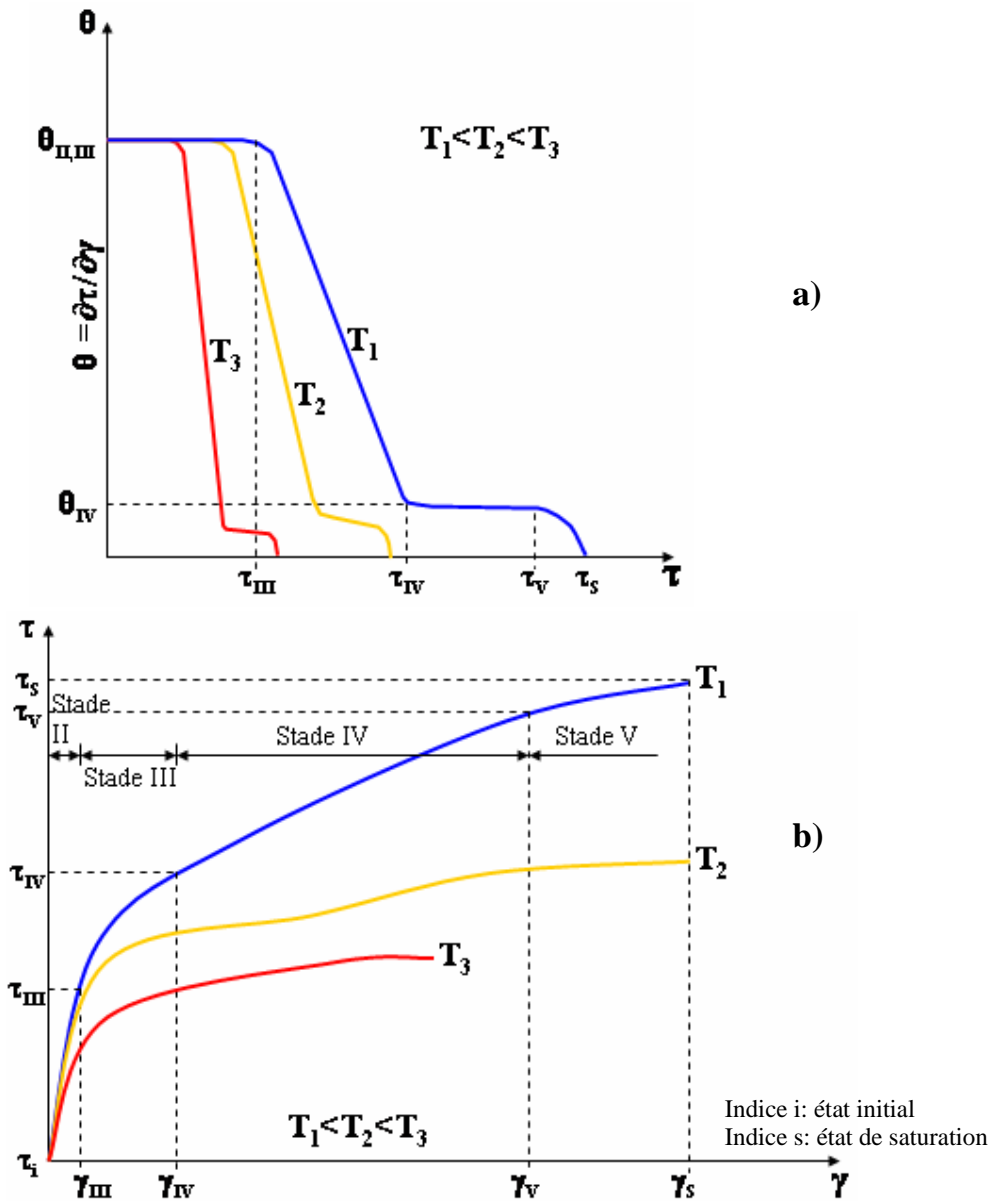 θ
θII,III
T1<T2<T3
θ = ∂τ/∂γ
a)
T3
T1
T2
θIV
τIII
τIV
τV
τS
τ
τ
τS
T1
τV
Stade
II
Stade IV
Stade V
Stade III
b)
τIV
T2
T3
τIII
T1<T2<T3
Indice i: état initial
Indice s: état de saturation
τi
γIII
γIV
γV
γS
γ